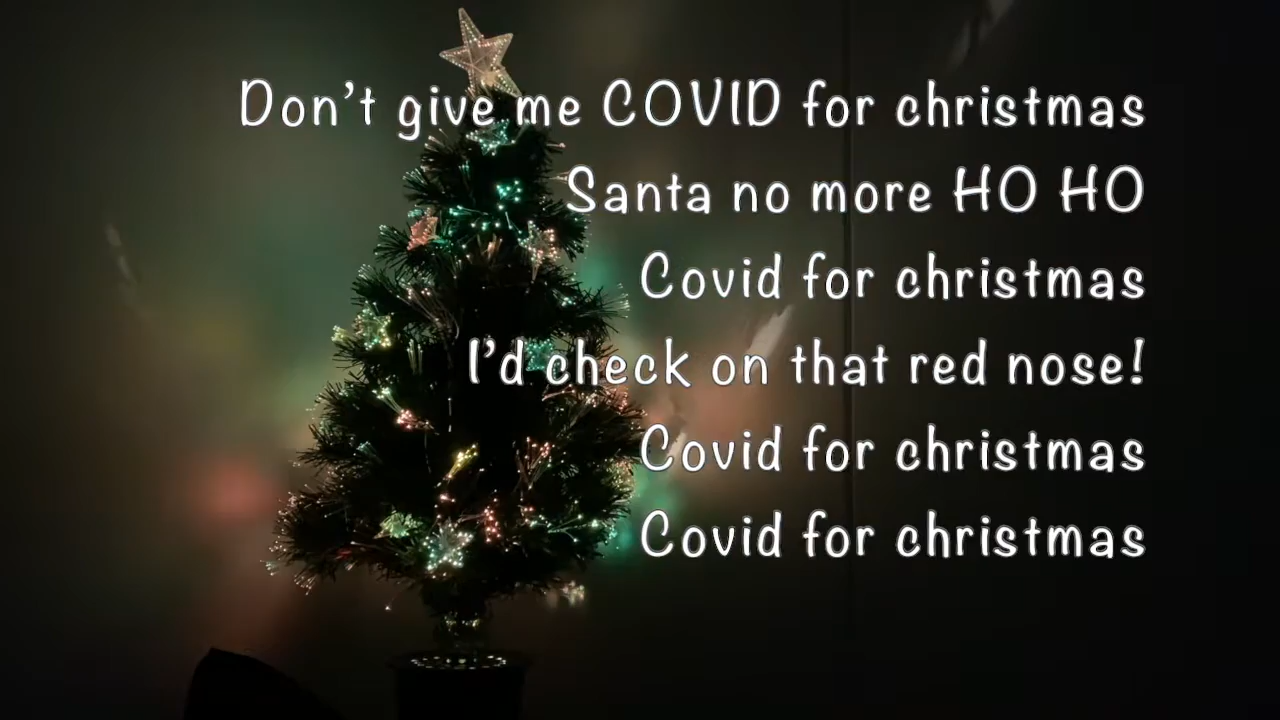 Don't give me COVID for christmas
Santa no more HO HO
Covid for christmas
I'd check on that red nose!
Covid for christmas
Covid for christmas